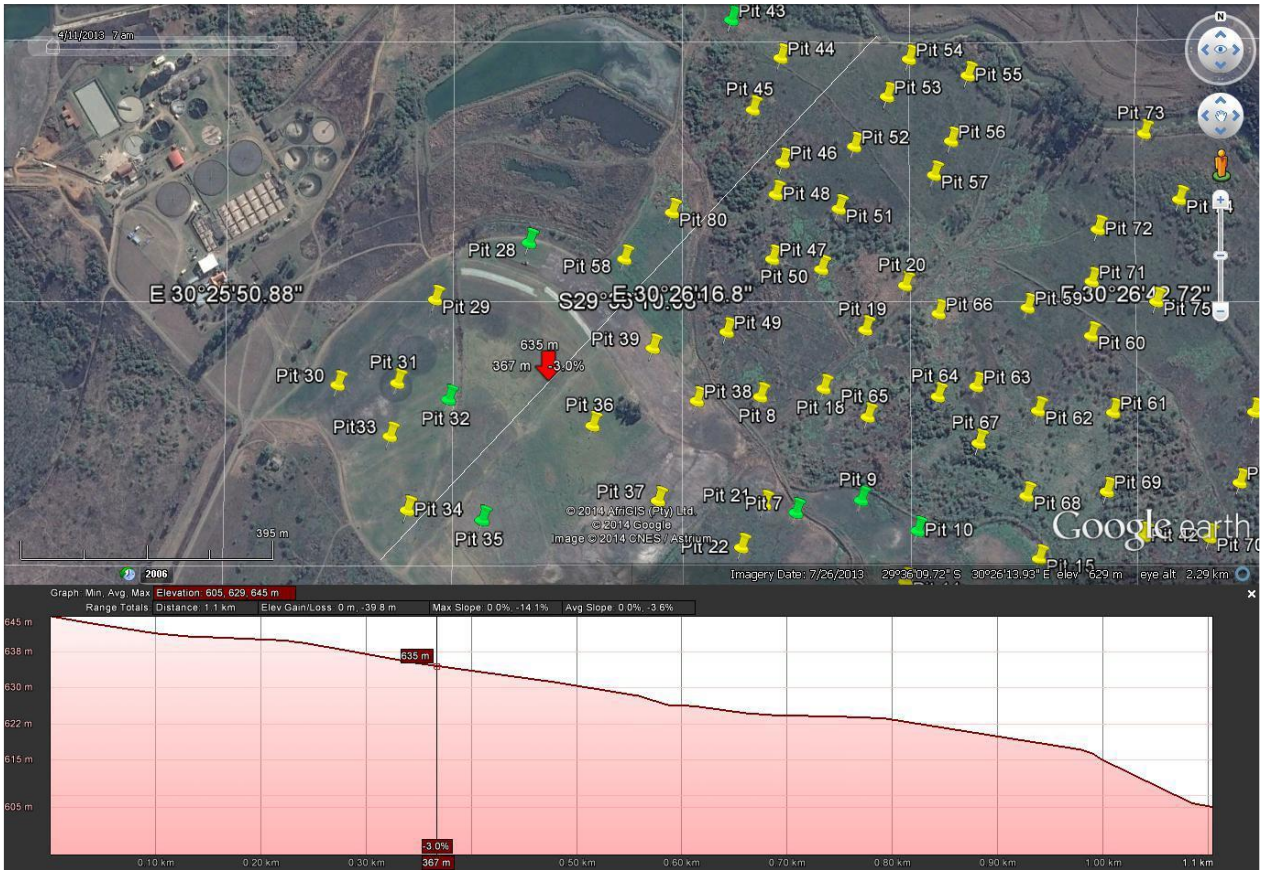 4/11/2013 7 am
N
Pit 43
Pit 44
Pit 54
Pit 55
Pit 45
Pit 53
Pit 73
Pit 52
Pit 56
Pit 46
Pit 57
Pit 48
Pit 51
Pit 80
Pit 72
Pit 28
Pit 58
Pit 47
Pit 50
Pit 20
Pit 71
E 30°25'50.88"
E 30°26'16.8"
Pit 29
Pit 19
Pit 66
Pit 59
Pit 75
Pit 49
Pit 39
Pit 60
635 m
367 m -3.0%
Pit 31
Pit 30
Pit 32
Pit33
Pit 36
Pit 38
Pit 8
Pit 18
Pit 65
Pit 64
Pit 63
Pit 62
Pit 61
Pit 67
Pit 34
Pit 35
Pit 37
Pit 21
Pit 7
Pit 9
Pit 10
Pit 68
Pit 69
Pit 22
Pit 42
Pit 70
Pit 15
© 2014 AfriGIS (Pty) Ltd.
© 2014 Google
Image © 2014 CNES / Astrium
Google earth
395 m
2006
Imagery Date: 7/26/2013 29°36'09.72" S 30°26'13.93" E elev 629 m eye alt 2.29 km
Graph: Min, Avg, Max Elevation: 605, 629, 645 m
Range Totals: Distance: 1.1 km Elev Gain/Loss: 0 m, -39.8 m Max Slope: 0.0%, -14.1% Avg Slope: 0.0%, -3.6%
645 m
638 m
635 m
630 m
622 m
615 m
605 m
-3.0%
0.10 km 0.20 km 0.30 km 367 m 0.50 km 0.60 km 0.70 km 0.80 km 0.90 km 1.00 km 1.1 km